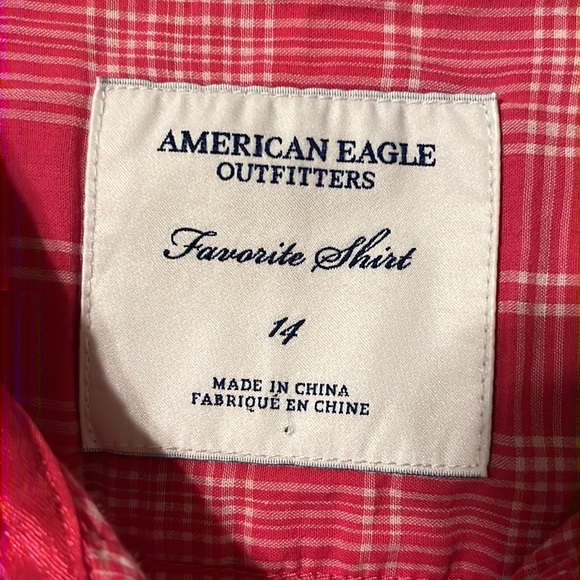 AMERICAN EAGLE
OUTFITTERS
Favorite Shirt
14
MADE IN CHINA
FABRIQUÉ EN CHINE